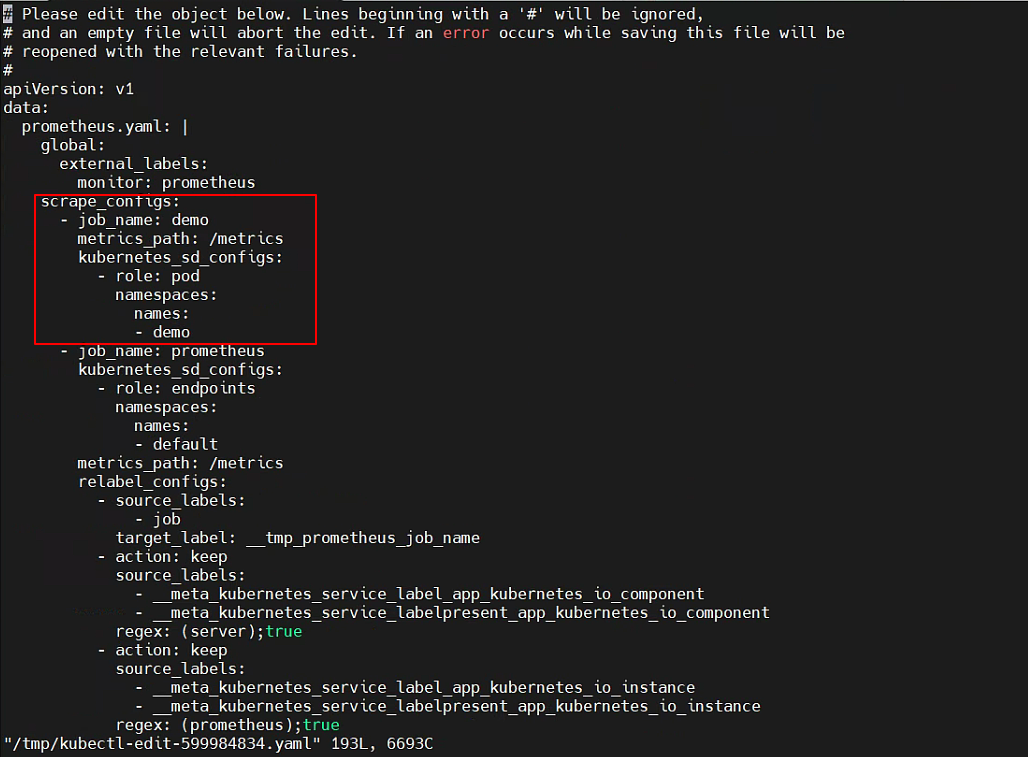 # Please edit the object below. Lines beginning with a '#' will be ignored,
# and an empty file will abort the edit. If an error occurs while saving this file will be
# reopened with the relevant failures.
#
apiVersion: v1
data:
  prometheus.yaml: |
    global:
      external_labels:
        monitor: prometheus
    scrape_configs:
      - job_name: demo
        metrics_path: /metrics
        kubernetes_sd_configs:
          - role: pod
            namespaces:
              names:
              - demo
      - job_name: prometheus
        kubernetes_sd_configs:
          - role: endpoints
            namespaces:
              names:
              - default
        metrics_path: /metrics
        relabel_configs:
          - source_labels:
              - job
            target_label: __tmp_prometheus_job_name
          - action: keep
            source_labels:
              - __meta_kubernetes_service_label_app_kubernetes_io_component
              - __meta_kubernetes_service_labelpresent_app_kubernetes_io_component
            regex: (server);true
          - action: keep
            source_labels:
              - __meta_kubernetes_service_label_app_kubernetes_io_instance
              - __meta_kubernetes_service_labelpresent_app_kubernetes_io_instance
            regex: (prometheus);true
"/tmp/kubectl-edit-599984834.yaml" 193L, 6693C